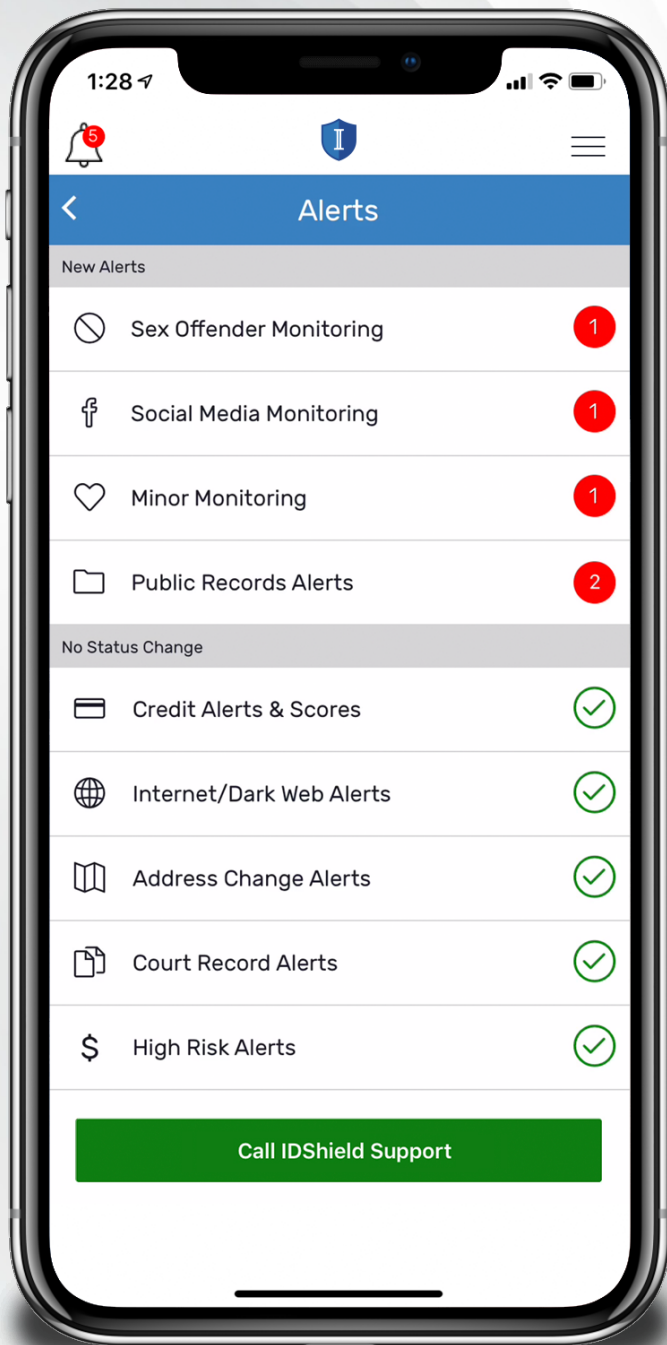 1:28
5
I
Alerts
New Alerts
Sex Offender Monitoring 1
Social Media Monitoring 1
Minor Monitoring 1
Public Records Alerts 2
No Status Change
Credit Alerts & Scores
Internet/Dark Web Alerts
Address Change Alerts
Court Record Alerts
$ High Risk Alerts
Call IDShield Support